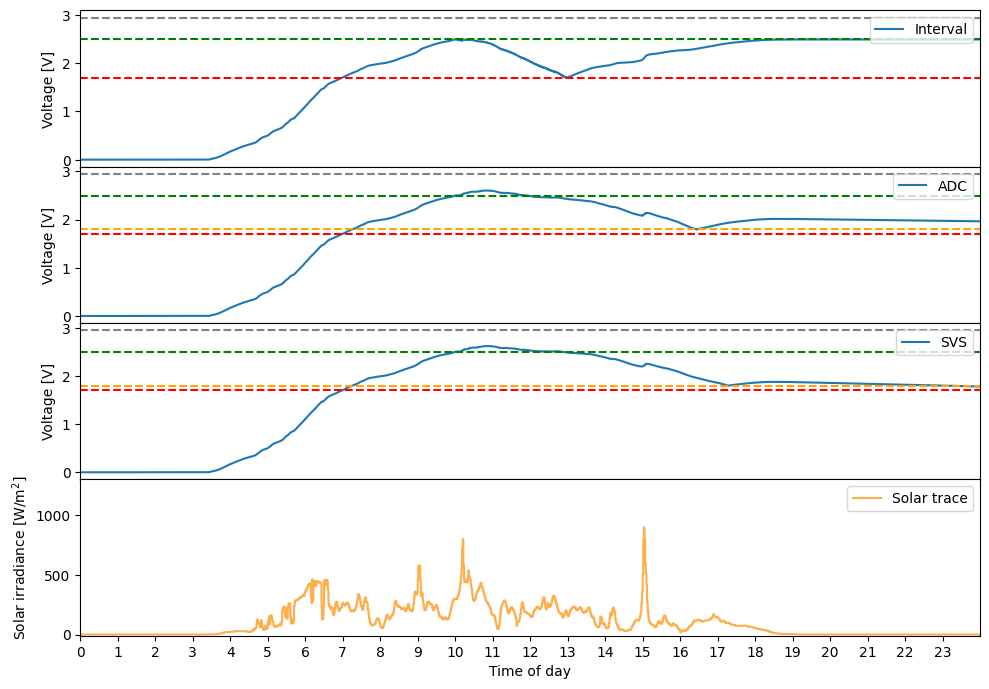 3
2
1
0
Voltage [V]
Interval
3
2
1
0
Voltage [V]
ADC
3
2
1
0
Voltage [V]
SVS
1000
500
0
Solar irradiance [W/m²]
Solar trace
0 1 2 3 4 5 6 7 8 9 10 11 12 13 14 15 16 17 18 19 20 21 22 23
Time of day